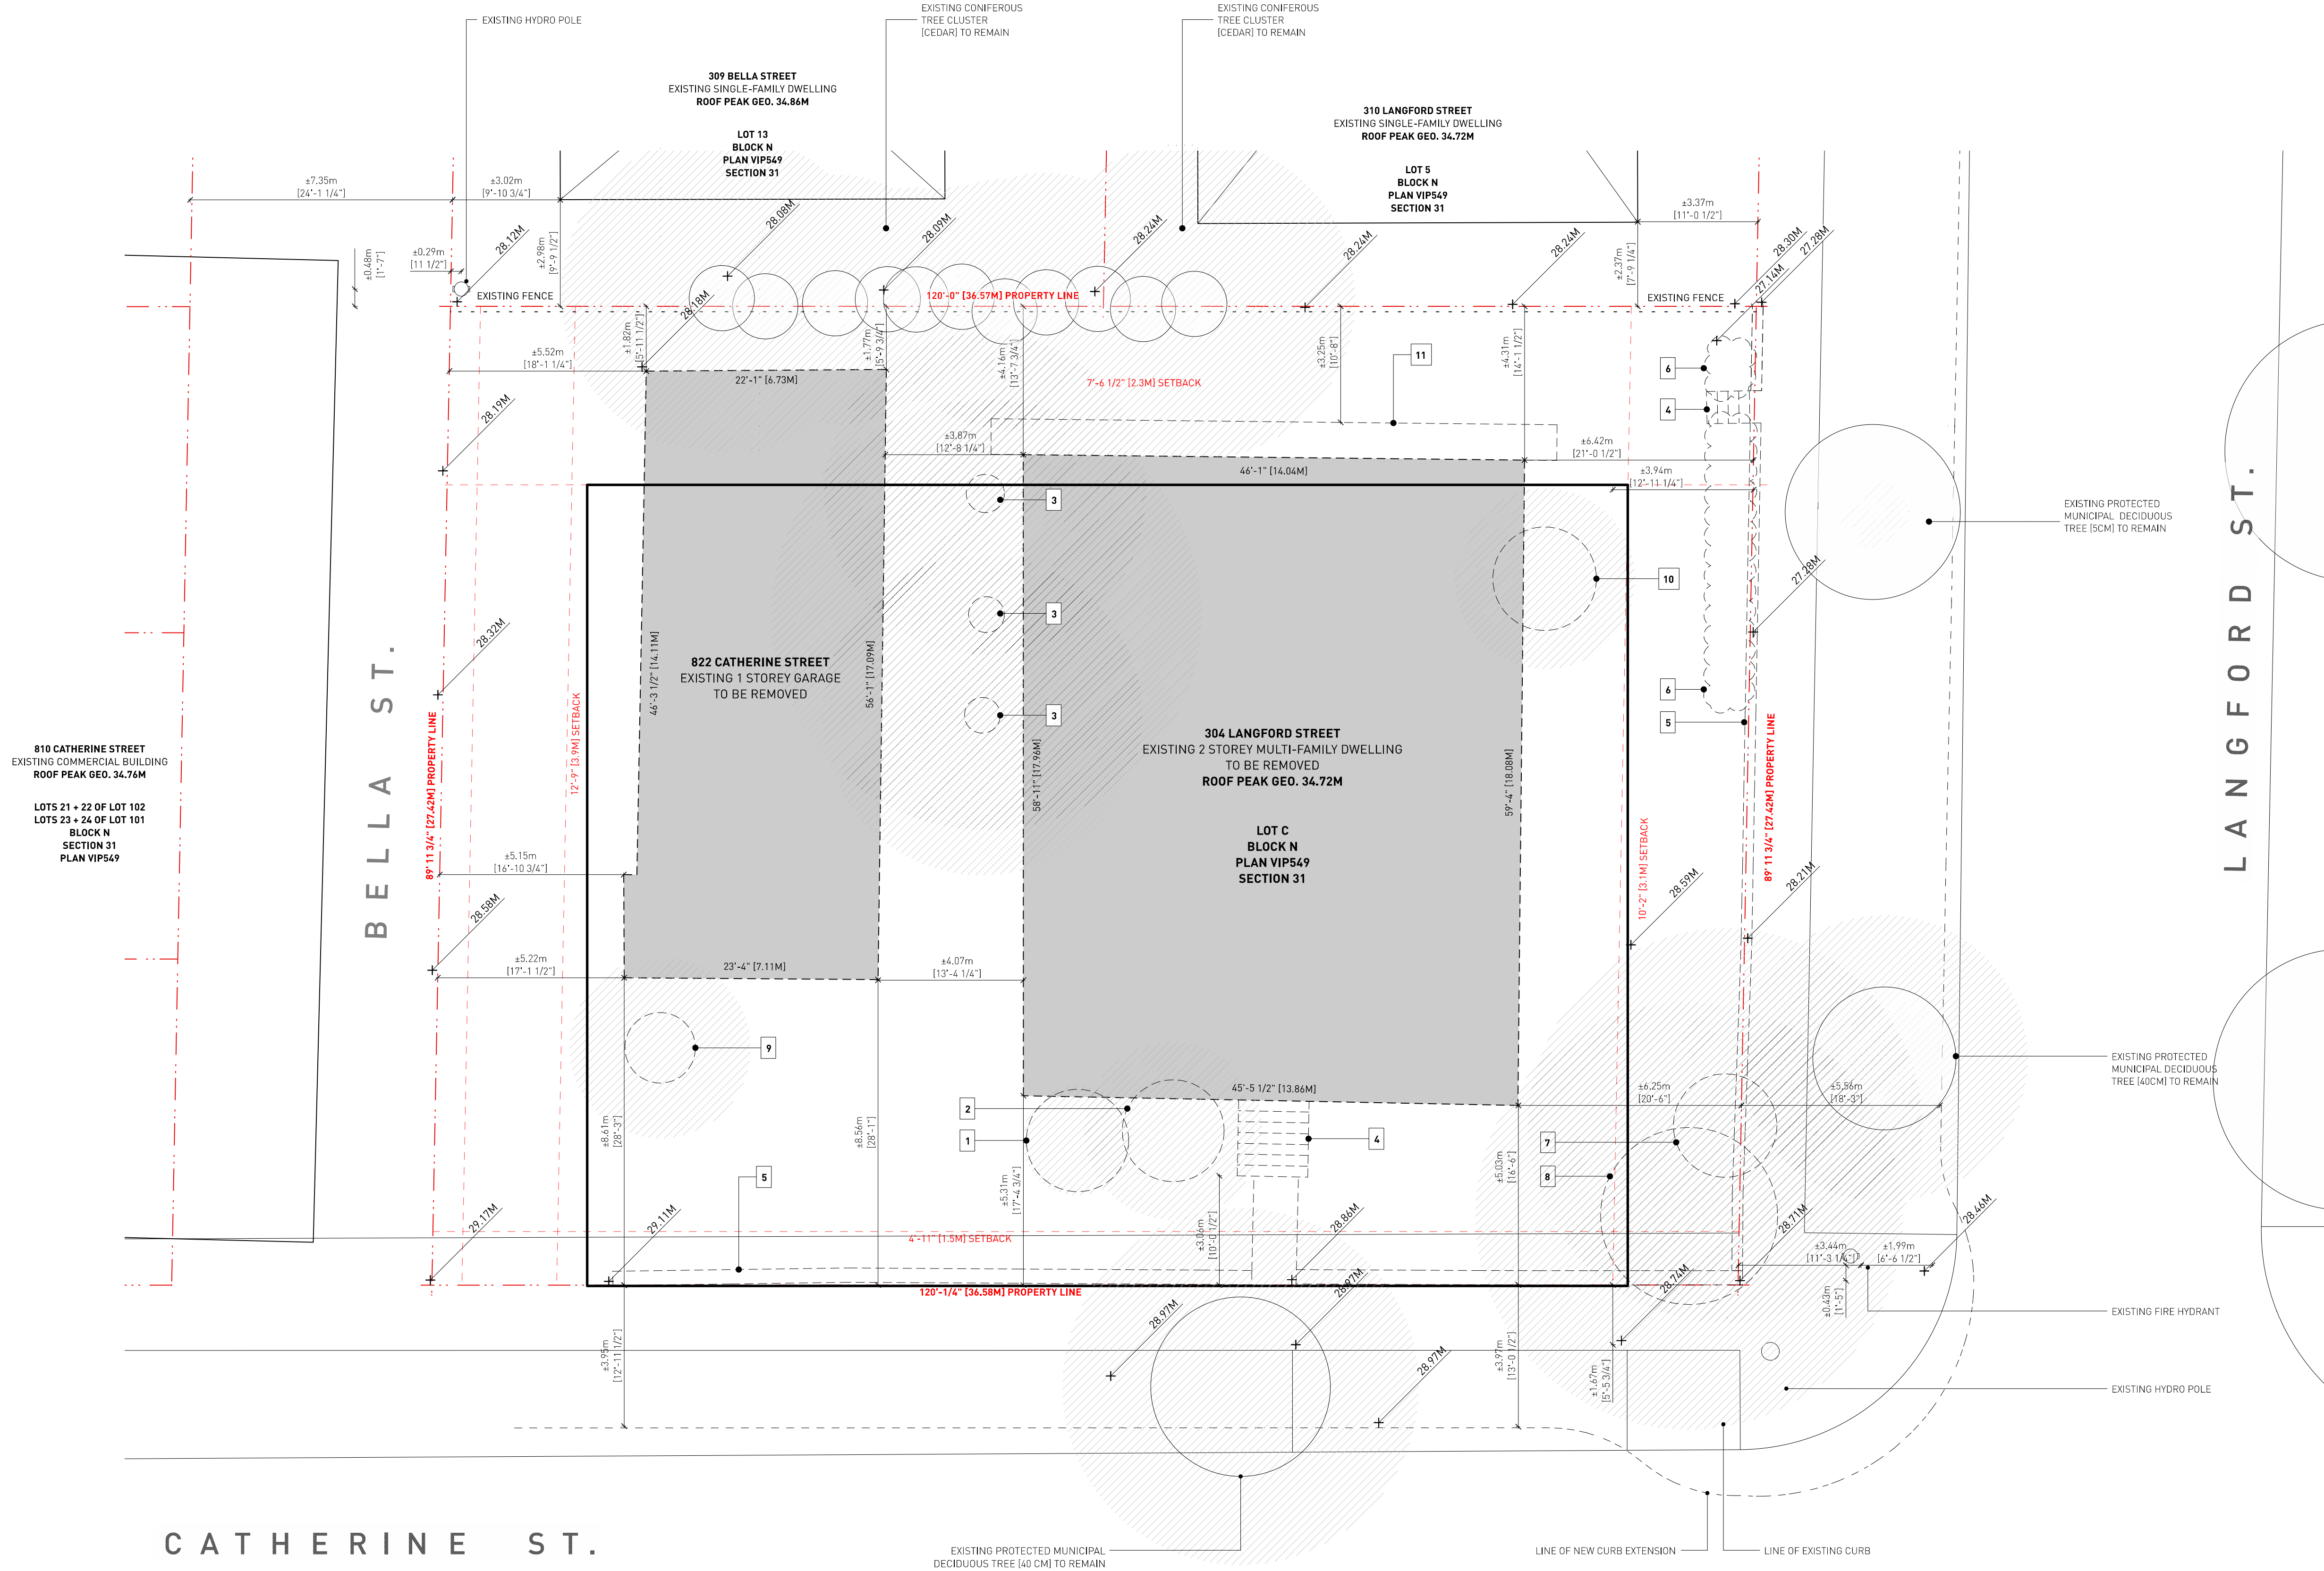 EXISTING HYDRO POLE
EXISTING CONIFEROUS
TREE CLUSTER
[CEDAR] TO REMAIN
EXISTING CONIFEROUS
TREE CLUSTER
[CEDAR] TO REMAIN
309 BELLA STREET
EXISTING SINGLE-FAMILY DWELLING
ROOF PEAK GEO. 34.86M
LOT 13
BLOCK N
PLAN VIP549
SECTION 31
310 LANGFORD STREET
EXISTING SINGLE-FAMILY DWELLING
ROOF PEAK GEO. 34.72M
LOT 5
BLOCK N
PLAN VIP549
SECTION 31
±7.35m
[24'-1 1/4"]
±3.02m
[9'-10 3/4"]
±3.37m
[11'-0 1/2"]
±0.48m
[1'-7"]
±0.29m
[11 1/2"]
28.12M
±2.98m
[9'-9 1/2"]
28.08M
28.09M
28.24M
28.24M
28.24M
±2.37m
[7'-9 1/4"]
28.30M
27.28M
27.14M
EXISTING FENCE
120'-0" [36.57M] PROPERTY LINE
EXISTING FENCE
28.18M
±5.52m
[18'-1 1/4"]
±1.82m
[5'-11 1/2"]
±1.77m
[5'-9 3/4"]
±4.16m
[13'-7 3/4"]
±3.25m
[10'-8"]
11
±4.31m
[14'-1 1/2"]
6
4
22'-1" [6.73M]
7'-6 1/2" [2.3M] SETBACK
28.19M
±3.87m
[12'-8 1/4"]
46'-1" [14.04M]
±6.42m
[21'-0 1/2"]
±3.94m
[12'-11 1/4"]
3
3
3
10
27.28M
EXISTING PROTECTED
MUNICIPAL DECIDUOUS
TREE [5CM] TO REMAIN
28.32M
822 CATHERINE STREET
EXISTING 1 STOREY GARAGE
TO BE REMOVED
46'-3 1/2" [14.11M]
56'-1" [17.09M]
12'-9" [3.9M] SETBACK
89' 11 3/4" [27.42M] PROPERTY LINE
BELLA ST.
810 CATHERINE STREET
EXISTING COMMERCIAL BUILDING
ROOF PEAK GEO. 34.76M
LOTS 21 + 22 OF LOT 102
LOTS 23 + 24 OF LOT 101
BLOCK N
SECTION 31
PLAN VIP549
304 LANGFORD STREET
EXISTING 2 STOREY MULTI-FAMILY DWELLING
TO BE REMOVED
ROOF PEAK GEO. 34.72M
LOT C
BLOCK N
PLAN VIP549
SECTION 31
58'-11" [17.96M]
59'-4" [18.08M]
6
5
10'-2" [3.1M] SETBACK
89' 11 3/4" [27.42M] PROPERTY LINE
LANGFORD ST.
±5.15m
[16'-10 3/4"]
28.58M
28.59M
28.21M
±5.22m
[17'-1 1/2"]
23'-4" [7.11M]
±4.07m
[13'-4 1/4"]
9
45'-5 1/2" [13.86M]
±6.25m
[20'-6"]
±5.56m
[18'-3"]
EXISTING PROTECTED
MUNICIPAL DECIDUOUS
TREE [40CM] TO REMAIN
2
1
4
7
8
5
±8.61m
[28'-3"]
±8.56m
[28'-1"]
±5.31m
[17'-4 3/4"]
±3.06m
[10'-0 1/2"]
±5.03m
[16'-6"]
29.17M
29.11M
28.86M
28.71M
28.46M
4'-11" [1.5M] SETBACK
±3.44m
[11'-3 1/4"]
±1.99m
[6'-6 1/2"]
±0.43m
[1'-5"]
EXISTING FIRE HYDRANT
120'-1/4" [36.58M] PROPERTY LINE
28.97M
28.97M
28.97M
28.74M
±3.95m
[12'-11 1/2"]
±3.97m
[13'-0 1/2"]
±1.67m
[5'-5 3/4"]
EXISTING HYDRO POLE
CATHERINE ST.
EXISTING PROTECTED MUNICIPAL
DECIDUOUS TREE [40 CM] TO REMAIN
LINE OF NEW CURB EXTENSION
LINE OF EXISTING CURB